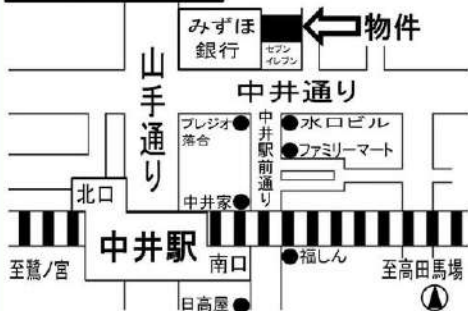 みずほ
銀行
セブン
イレブン
物件
山手通り
中井通り
プレジオ
落合
中井駅前通り
水口ビル
ファミリーマート
北口
中井家
中井駅
南口
福しん
至鷺ノ宮
至高田馬場
日高屋